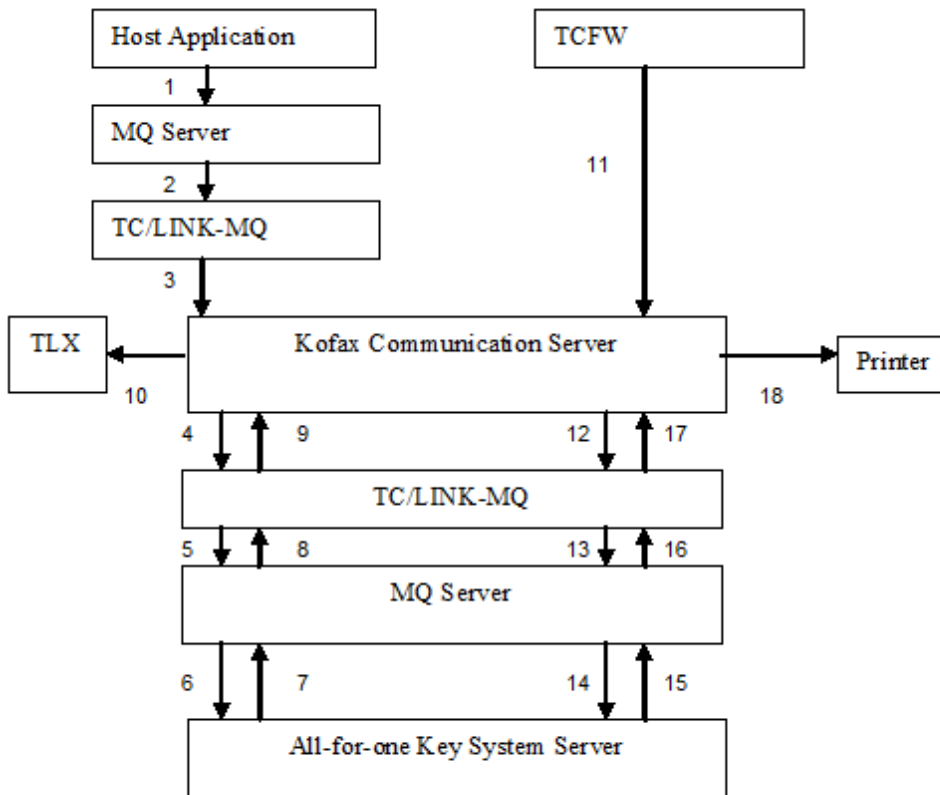 Host Application
TCFW
1
MQ Server
2
11
TC/LINK-MQ
3
TLX
Kofax Communication Server
Printer
10
18
4
9
12
17
TC/LINK-MQ
5
8
13
16
MQ Server
6
7
14
15
All-for-one Key System Server